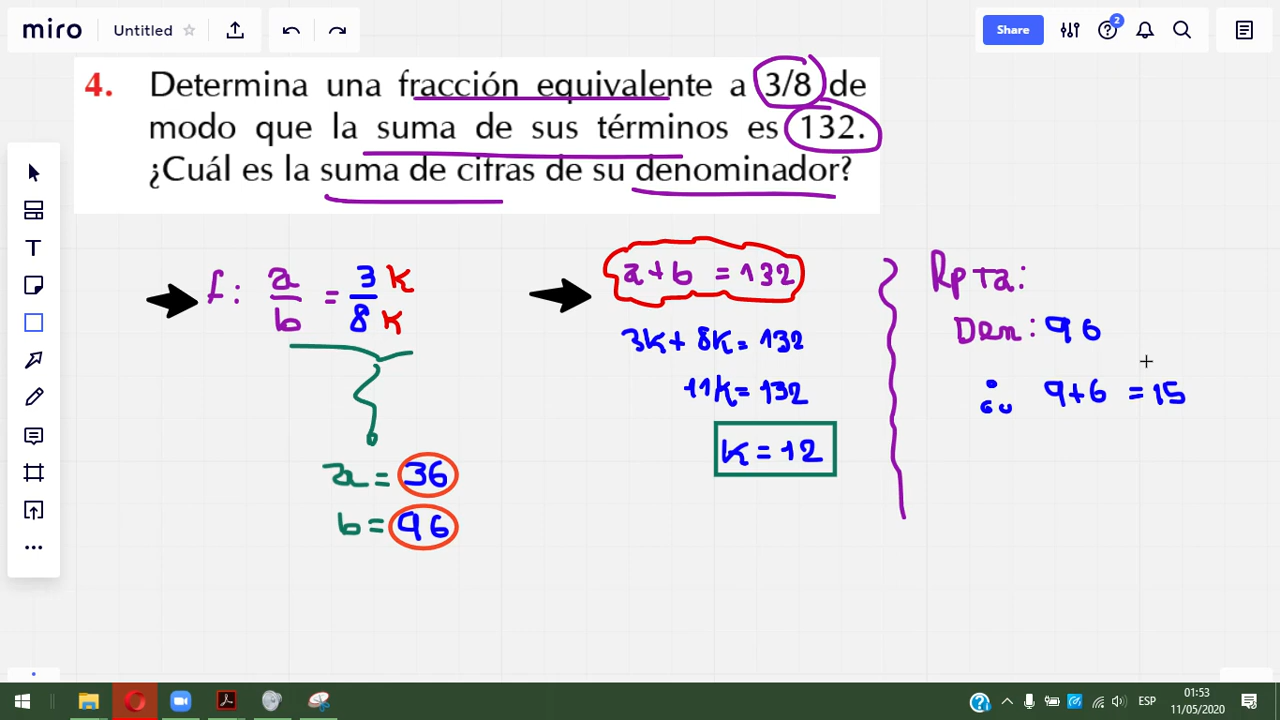 miro
Untitled
Share
2
4. Determina una fracción equivalente a 3/8 de
modo que la suma de sus términos es 132.
¿Cuál es la suma de cifras de su denominador?
f: a/b = 3k/8k
a = 36
b = 96
a+b = 132
3k + 8k = 132
11k = 132
k = 12
Rpta:
Den: 96
∴ 9+6 = 15
T
ESP
01:53
11/05/2020